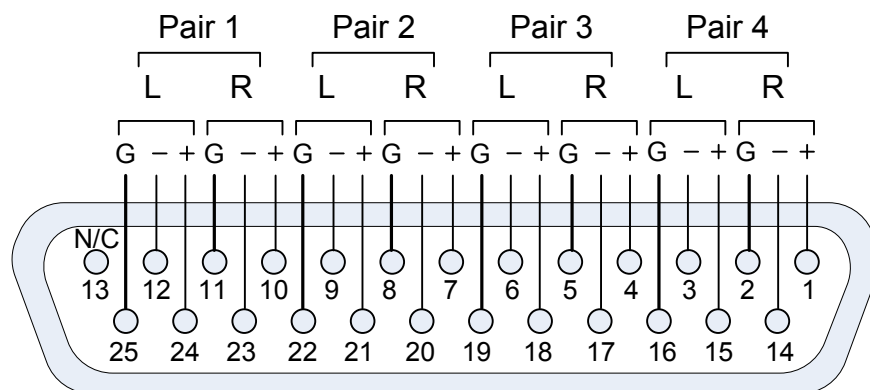 Pair 1 Pair 2 Pair 3 Pair 4
L R L R L R L R
G − + G − + G − + G − + G − + G − + G − + G − +
N/C
13 12 11 10 9 8 7 6 5 4 3 2 1
25 24 23 22 21 20 19 18 17 16 15 14